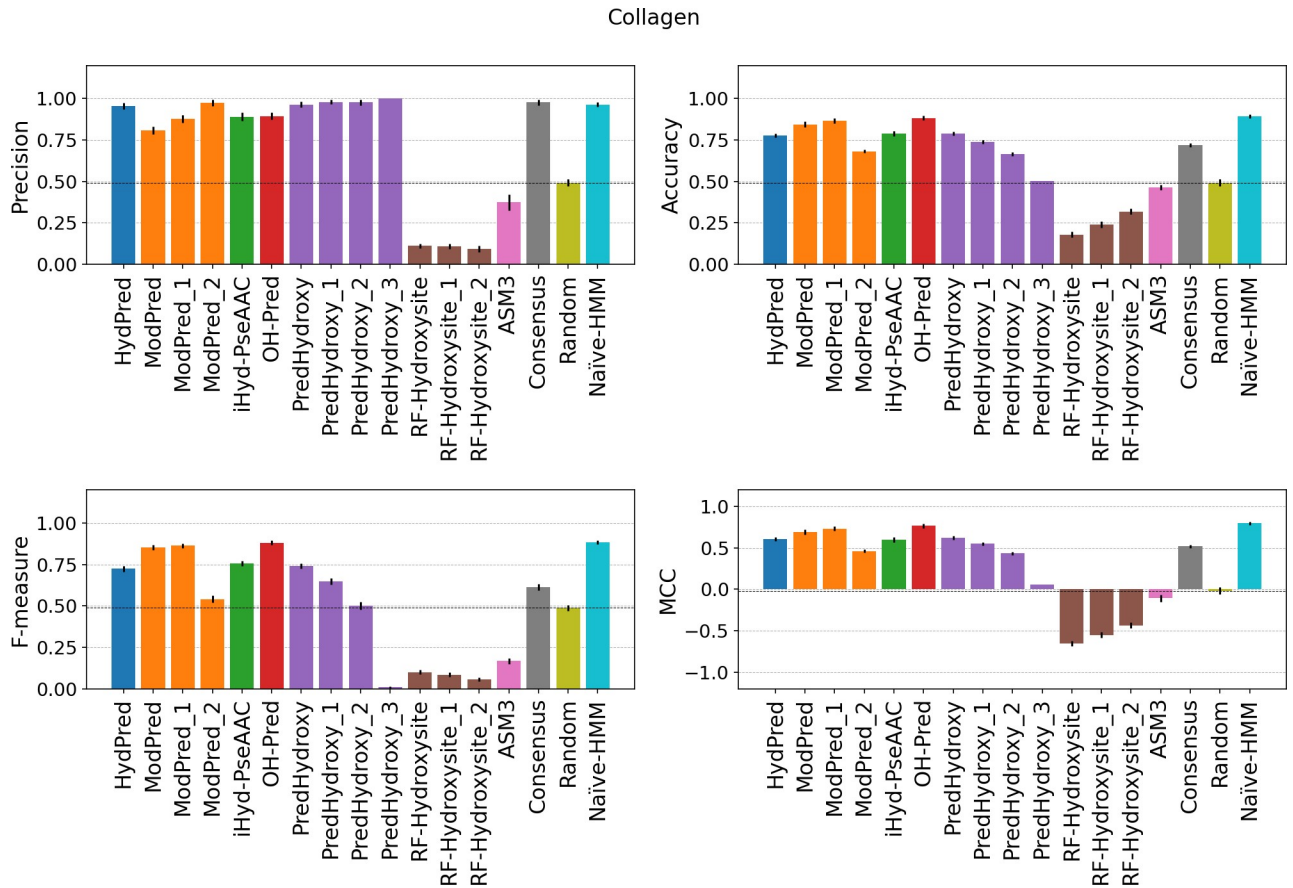 Collagen
Precision
1.00
0.75
0.50
0.25
0.00
HydPred
ModPred
ModPred_1
ModPred_2
iHyd-PseAAC
OH-Pred
PredHydroxy
PredHydroxy_1
PredHydroxy_2
PredHydroxy_3
RF-Hydroxysite
RF-Hydroxysite_1
RF-Hydroxysite_2
ASM3
Consensus
Random
Naïve-HMM
Accuracy
1.00
0.75
0.50
0.25
0.00
HydPred
ModPred
ModPred_1
ModPred_2
iHyd-PseAAC
OH-Pred
PredHydroxy
PredHydroxy_1
PredHydroxy_2
PredHydroxy_3
RF-Hydroxysite
RF-Hydroxysite_1
RF-Hydroxysite_2
ASM3
Consensus
Random
Naïve-HMM
F-measure
1.00
0.75
0.50
0.25
0.00
HydPred
ModPred
ModPred_1
ModPred_2
iHyd-PseAAC
OH-Pred
PredHydroxy
PredHydroxy_1
PredHydroxy_2
PredHydroxy_3
RF-Hydroxysite
RF-Hydroxysite_1
RF-Hydroxysite_2
ASM3
Consensus
Random
Naïve-HMM
MCC
1.0
0.5
0.0
−0.5
−1.0
HydPred
ModPred
ModPred_1
ModPred_2
iHyd-PseAAC
OH-Pred
PredHydroxy
PredHydroxy_1
PredHydroxy_2
PredHydroxy_3
RF-Hydroxysite
RF-Hydroxysite_1
RF-Hydroxysite_2
ASM3
Consensus
Random
Naïve-HMM